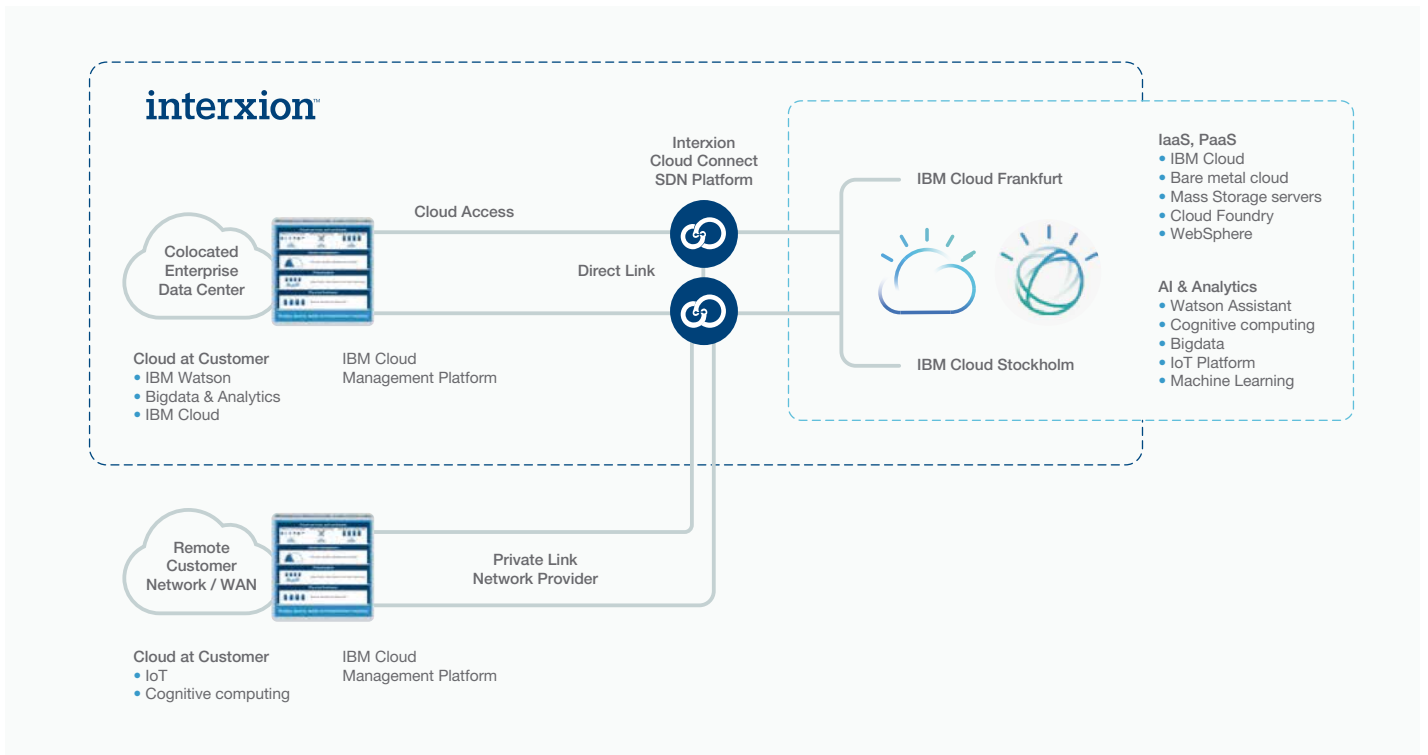 interxion™
Interxion
Cloud Connect
SDN Platform
Cloud Access
Direct Link
Colocated
Enterprise
Data Center
Cloud at Customer
• IBM Watson
• Bigdata & Analytics
• IBM Cloud
IBM Cloud
Management Platform
IBM Cloud Frankfurt
IBM Cloud Stockholm
IaaS, PaaS
• IBM Cloud
• Bare metal cloud
• Mass Storage servers
• Cloud Foundry
• WebSphere
AI & Analytics
• Watson Assistant
• Cognitive computing
• Bigdata
• IoT Platform
• Machine Learning
Remote
Customer
Network / WAN
Private Link
Network Provider
Cloud at Customer
• IoT
• Cognitive computing
IBM Cloud
Management Platform